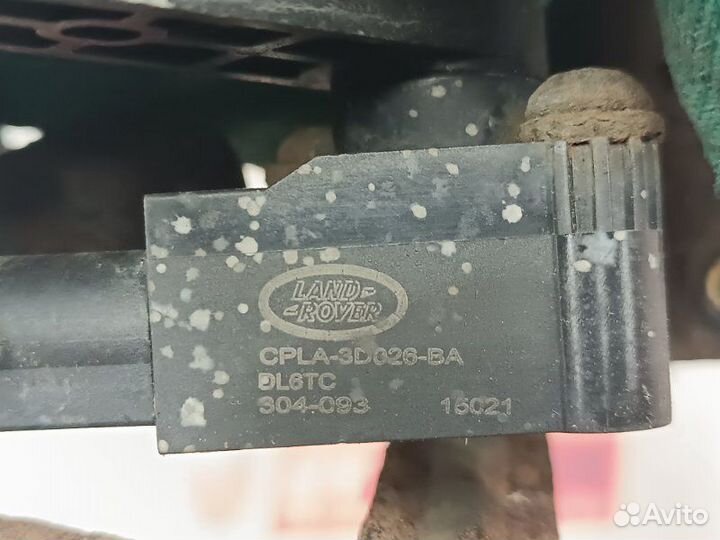 LAND-
-ROVER
CPLA-3D026-BA
DL6TC
304-093 15021
Avito